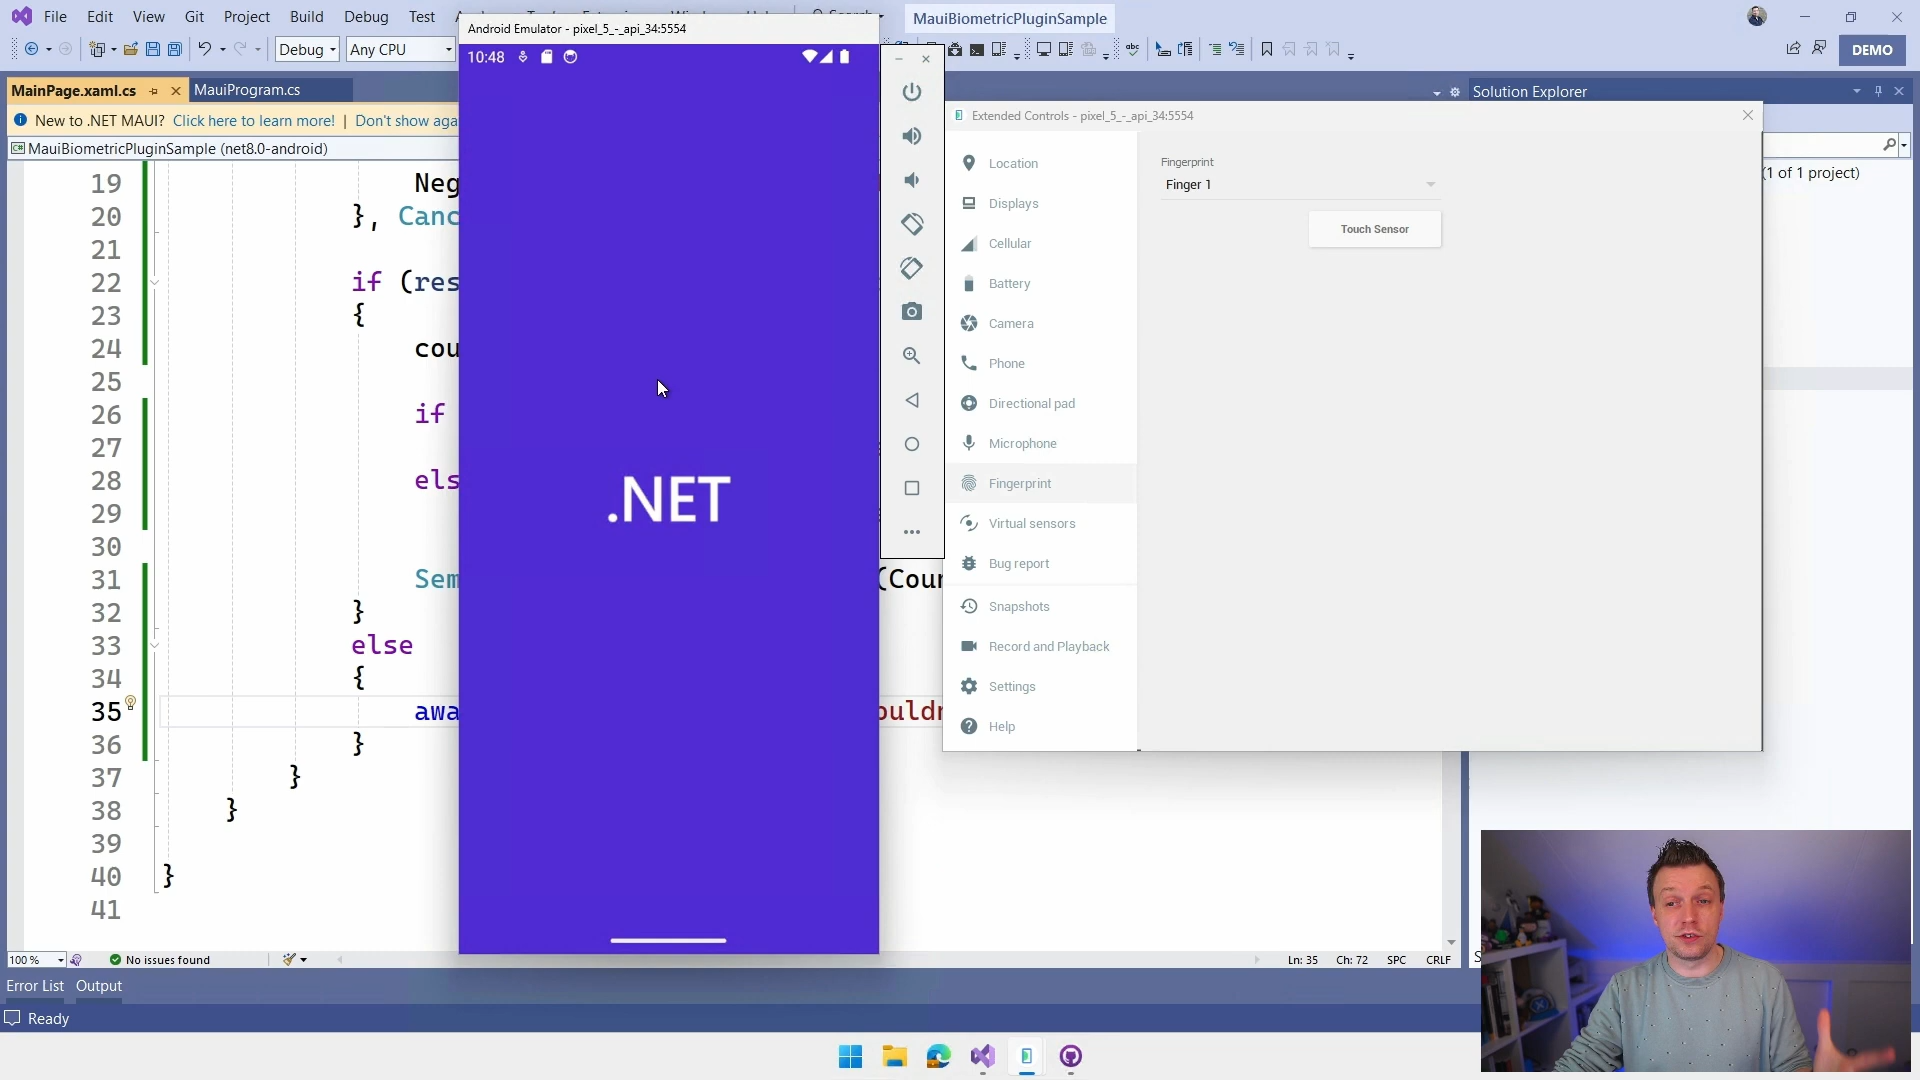 File Edit View Git Project Build Debug Test
MauiBiometricPluginSample
Debug Any CPU
DEMO
Android Emulator - pixel_5_-_api_34:5554
10:48
MainPage.xaml.cs MauiProgram.cs
Solution Explorer
New to .NET MAUI? Click here to learn more! | Don't show aga
MauiBiometricPluginSample (net8.0-android)
(1 of 1 project)
19 Neg
20 }, Canc
21
22 if (res
23 {
24 cou
25
26 if
27
28 els
29
30
31 Sem (Coun
32 }
33 else
34 {
35 awa ouldn
36 }
37 }
38 }
39
40 }
41
.NET
Extended Controls - pixel_5_-_api_34:5554
Location
Displays
Cellular
Battery
Camera
Phone
Directional pad
Microphone
Fingerprint
Virtual sensors
Bug report
Snapshots
Record and Playback
Settings
Help
Fingerprint
Finger 1
Touch Sensor
100 % No issues found
Ln: 35 Ch: 72 SPC CRLF
Error List Output
Ready